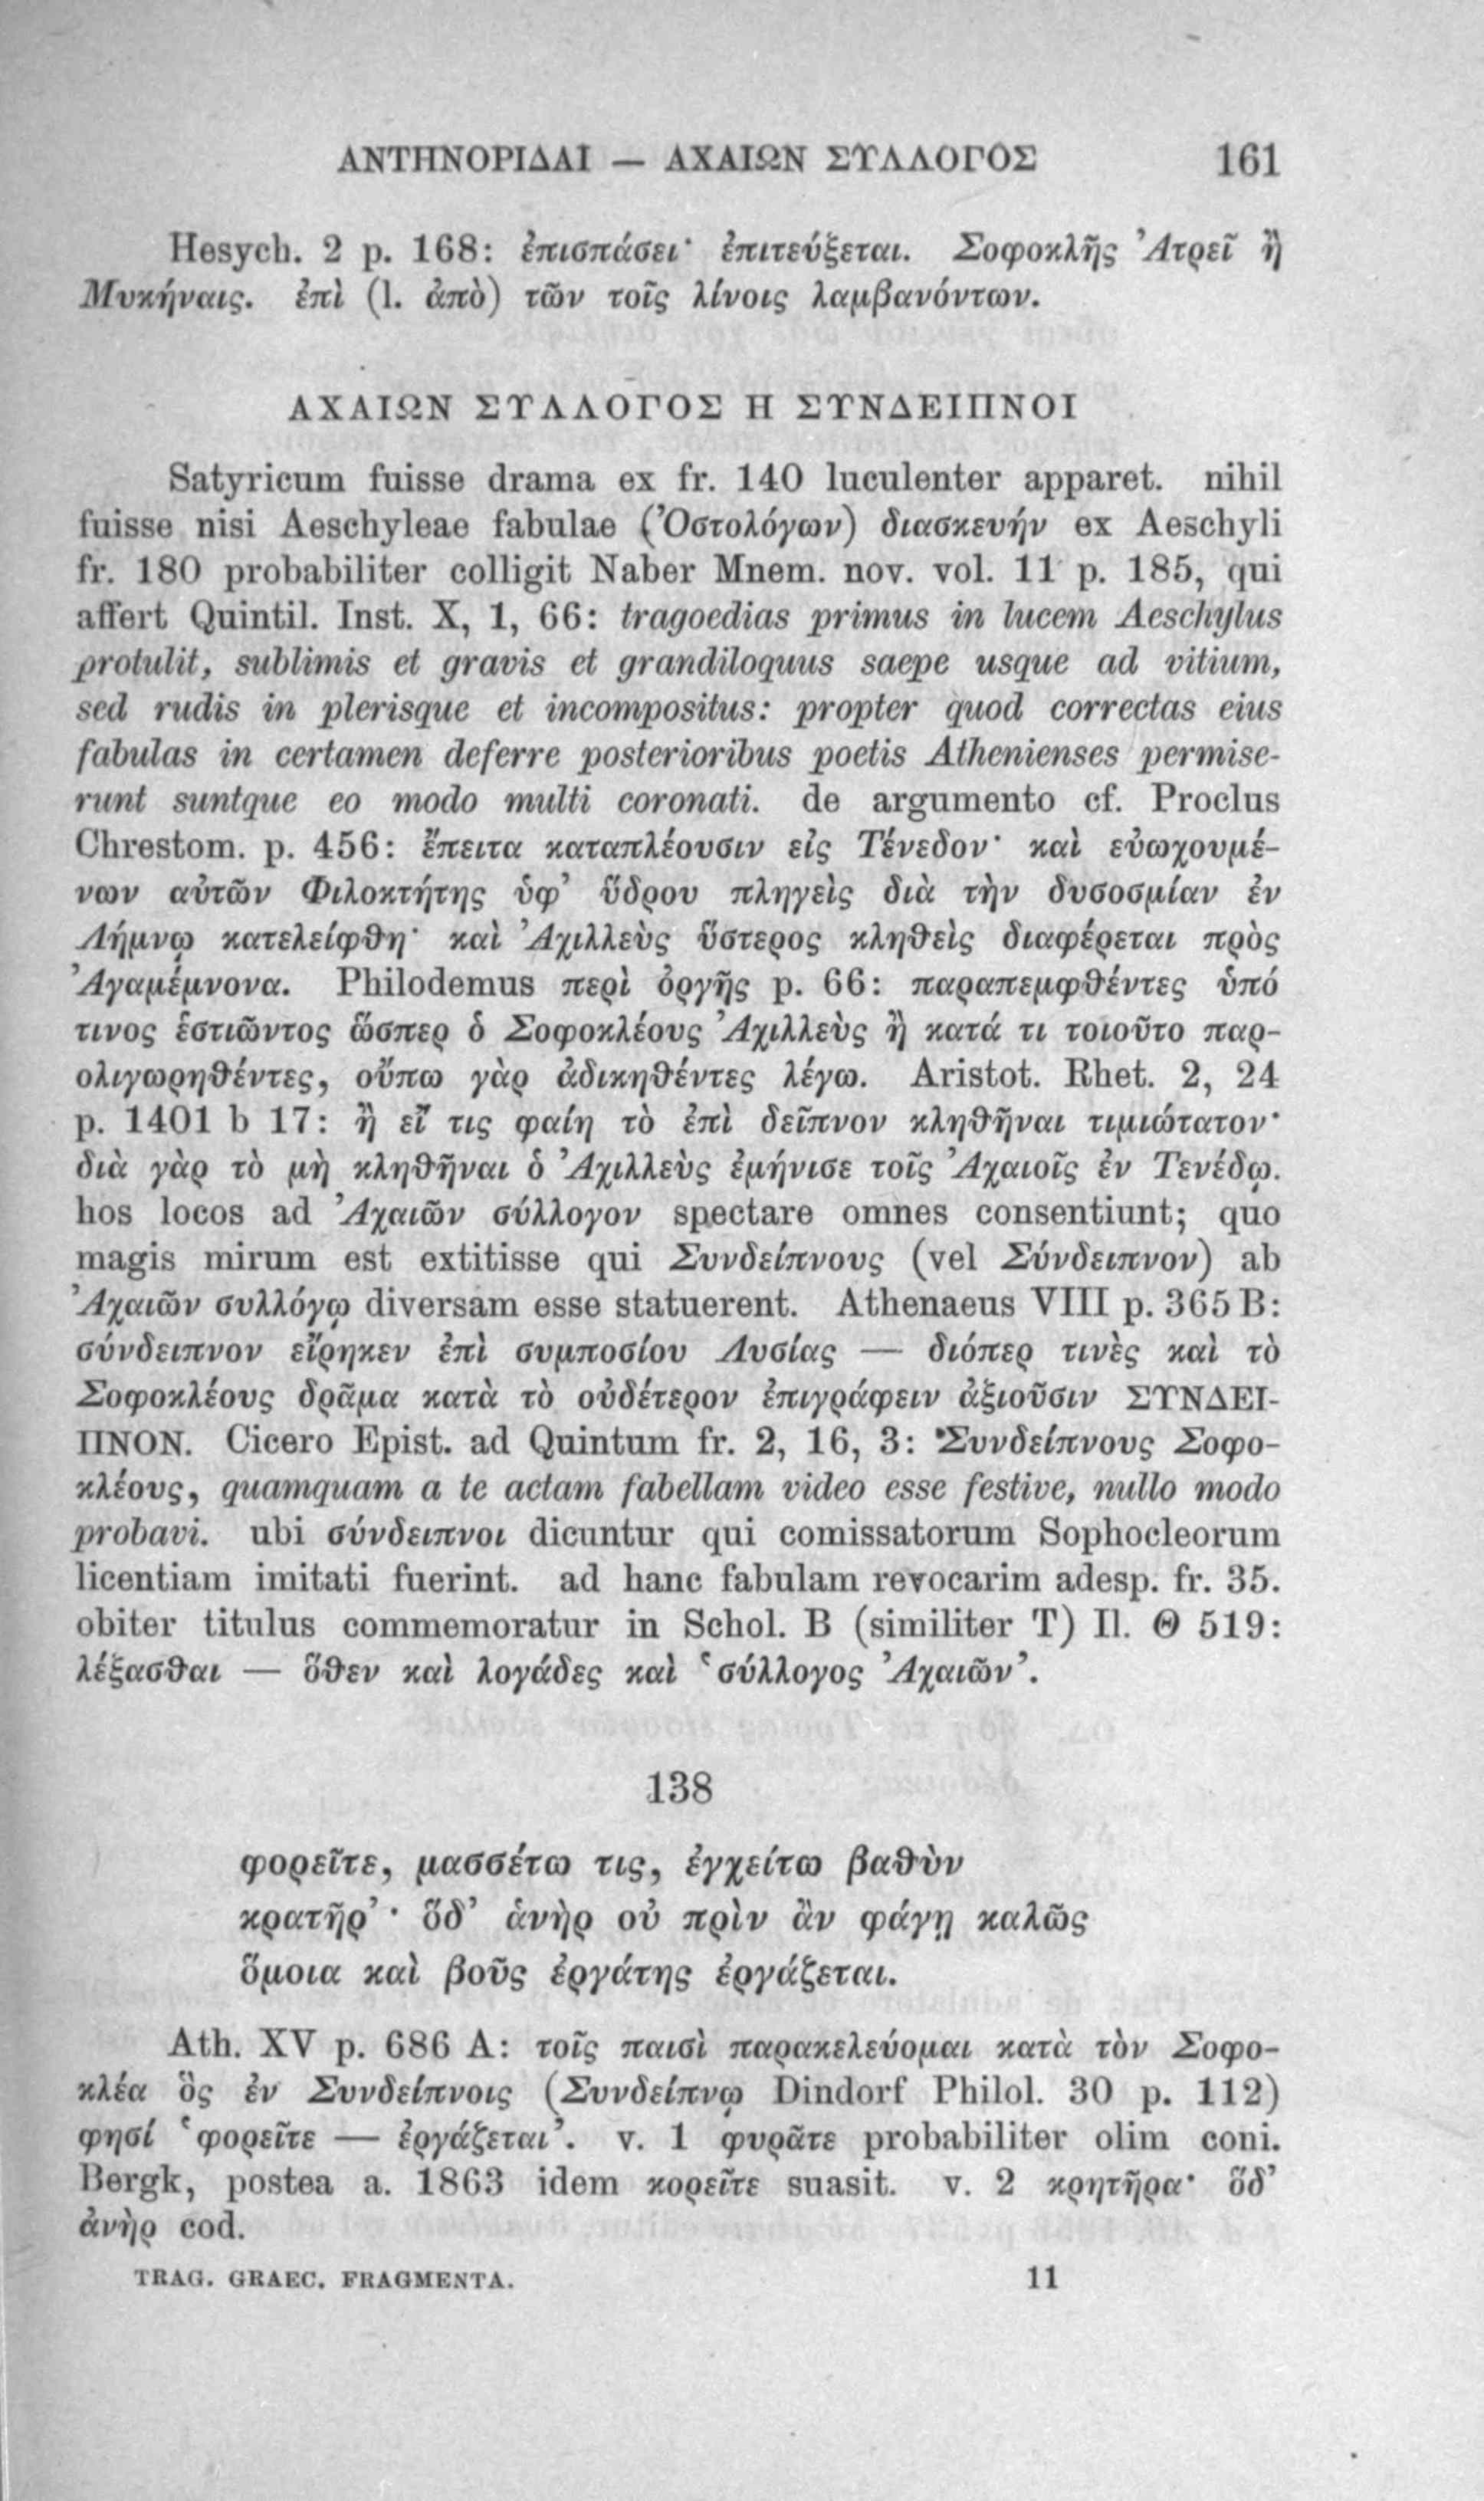 ΑΝΤΗΝΟΡΙΔΑΙ — ΑΧΑΙΩΝ ΣΥΛΛΟΓΟΣ 161
Hesych. 2 p. 168: ἐπισπάσει· ἐπιτεύξεται. Σοφοκλῆς Ἀτρεῖ ἢ
Μυκήναις. ἐπὶ (l. ἀπὸ) τῶν τοῖς λίνοις λαμβανόντων.
ΑΧΑΙΩΝ ΣΥΛΛΟΓΟΣ Η ΣΥΝΔΕΙΠΝΟΙ
Satyricum fuisse drama ex fr. 140 luculenter apparet. nihil
fuisse nisi Aeschyleae fabulae (Ὀστολόγων) διασκευήν ex Aeschyli
fr. 180 probabiliter colligit Naber Mnem. nov. vol. 11 p. 185, qui
affert Quintil. Inst. X, 1, 66: tragoedias primus in lucem Aeschylus
protulit, sublimis et gravis et grandiloquus saepe usque ad vitium,
sed rudis in plerisque et incompositus: propter quod correctas eius
fabulas in certamen deferre posterioribus poetis Athenienses permise-
runt suntque eo modo multi coronati. de argumento cf. Proclus
Chrestom. p. 456: ἔπειτα καταπλέουσιν εἰς Τένεδον· καὶ εὐωχουμέ-
νων αὐτῶν Φιλοκτήτης ὑφ’ ὕδρου πληγεὶς διὰ τὴν δυσοσμίαν ἐν
Λήμνῳ κατελείφθη· καὶ Ἀχιλλεὺς ὕστερος κληθεὶς διαφέρεται πρὸς
Ἀγαμέμνονα. Philodemus περὶ ὀργῆς p. 66: παραπεμφθέντες ὑπό
τινος ἑστιῶντος ὥσπερ ὁ Σοφοκλέους Ἀχιλλεὺς ἢ κατά τι τοιοῦτο παρ-
ολιγωρηθέντες, οὔπω γὰρ ἀδικηθέντες λέγω. Aristot. Rhet. 2, 24
p. 1401 b 17: ἢ εἴ τις φαίη τὸ ἐπὶ δεῖπνον κληθῆναι τιμιώτατον·
διὰ γὰρ τὸ μὴ κληθῆναι ὁ Ἀχιλλεὺς ἐμήνισε τοῖς Ἀχαιοῖς ἐν Τενέδῳ.
hos locos ad Ἀχαιῶν σύλλογον spectare omnes consentiunt; quo
magis mirum est extitisse qui Συνδείπνους (vel Σύνδειπνον) ab
Ἀχαιῶν συλλόγῳ diversam esse statuerent. Athenaeus VIII p. 365 B:
σύνδειπνον εἴρηκεν ἐπὶ συμποσίου Λυσίας — διόπερ τινὲς καὶ τὸ
Σοφοκλέους δρᾶμα κατὰ τὸ οὐδέτερον ἐπιγράφειν ἀξιοῦσιν ΣΥΝΔΕΙ-
ΠΝΟΝ. Cicero Epist. ad Quintum fr. 2, 16, 3: Συνδείπνους Σοφο-
κλέους, quamquam a te actam fabellam video esse festive, nullo modo
probavi. ubi σύνδειπνοι dicuntur qui comissatorum Sophocleorum
licentiam imitati fuerint. ad hanc fabulam revocarim adesp. fr. 35.
obiter titulus commemoratur in Schol. B (similiter T) Il. Θ 519:
λέξασθαι — ὅθεν καὶ λογάδες καὶ ‘σύλλογος Ἀχαιῶν’.
138
φορεῖτε, μασσέτω τις, ἐγχείτω βαθὺν
κρατῆρ’· ὅδ’ ἁνὴρ οὐ πρὶν ἂν φάγῃ καλῶς
ὅμοια καὶ βοῦς ἐργάτης ἐργάζεται.
Ath. XV p. 686 A: τοῖς παισὶ παρακελεύομαι κατὰ τὸν Σοφο-
κλέα ὃς ἐν Συνδείπνοις (Συνδείπνῳ Dindorf Philol. 30 p. 112)
φησί ‘φορεῖτε — ἐργάζεται’. v. 1 φυρᾶτε probabiliter olim coni.
Bergk, postea a. 1863 idem κορεῖτε suasit. v. 2 κρητῆρα· ὅδ’
ἀνὴρ cod.
TRAG. GRAEC. FRAGMENTA. 11